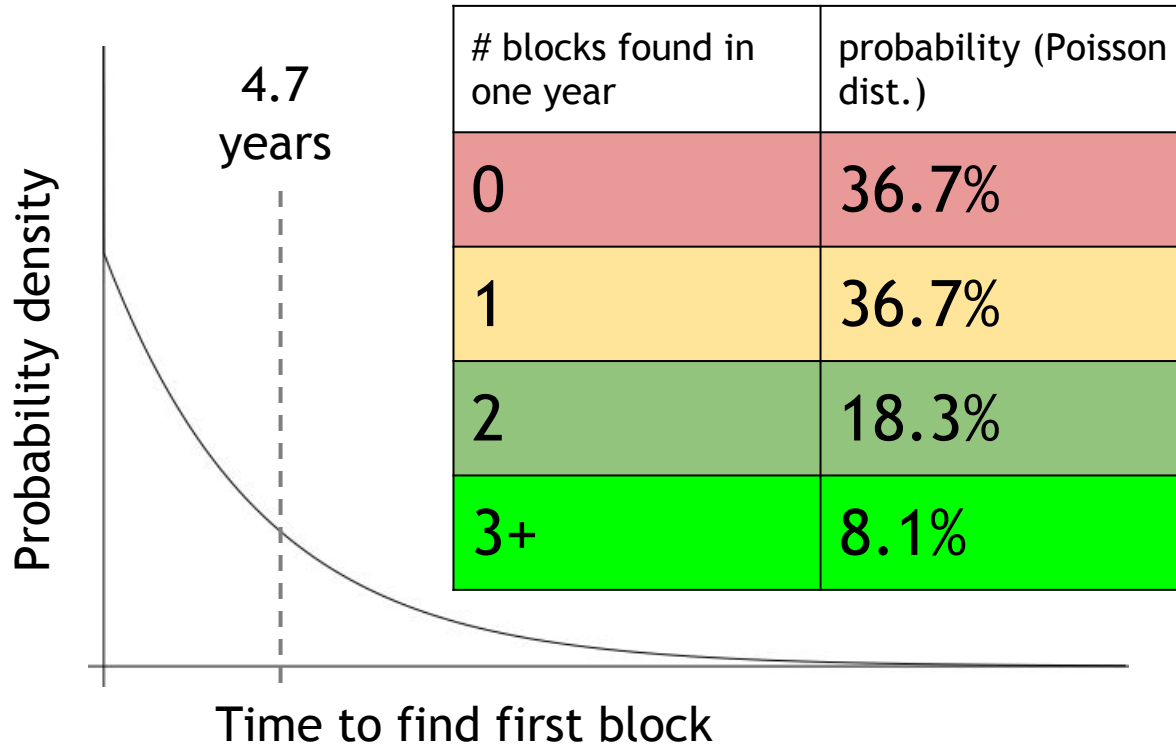 Probability density
4.7
years
# blocks found in
one year
probability (Poisson
dist.)
0
36.7%
1
36.7%
2
18.3%
3+
8.1%
Time to find first block